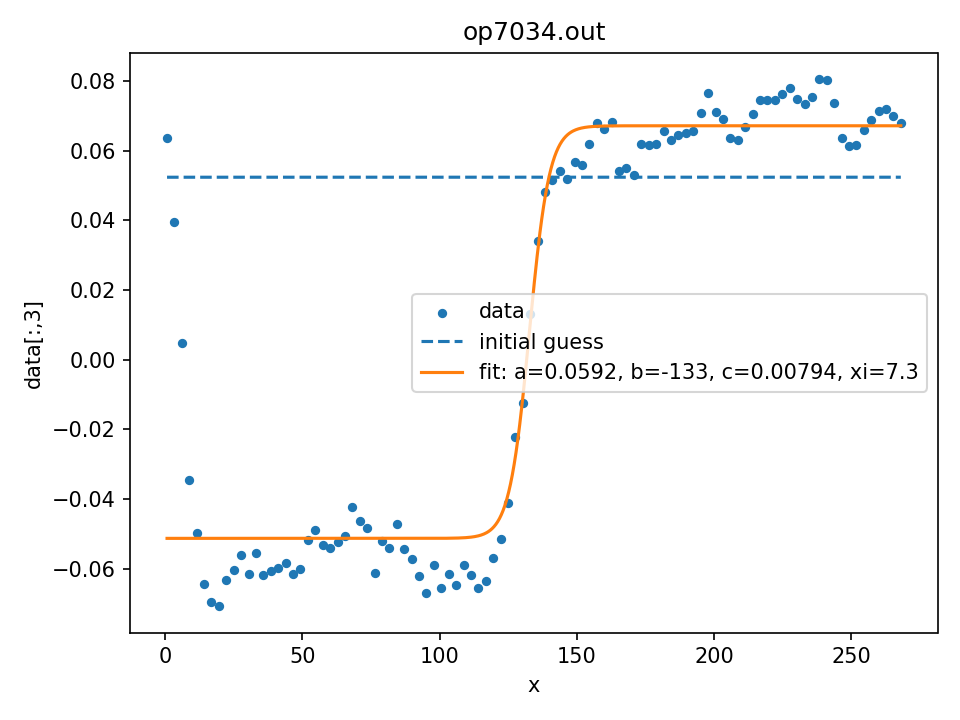 op7034.out
0.08
0.06
0.04
0.02
0.00
−0.02
−0.04
−0.06
data[:,3]
data
initial guess
fit: a=0.0592, b=-133, c=0.00794, xi=7.3
0 50 100 150 200 250
x